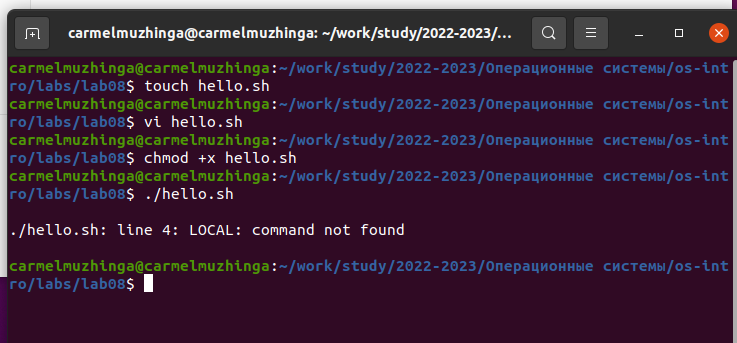 carmelmuzhinga@carmelmuzhinga: ~/work/study/2022-2023/...
carmelmuzhinga@carmelmuzhinga:~/work/study/2022-2023/Операционные системы/os-int
ro/labs/lab08$ touch hello.sh
carmelmuzhinga@carmelmuzhinga:~/work/study/2022-2023/Операционные системы/os-int
ro/labs/lab08$ vi hello.sh
carmelmuzhinga@carmelmuzhinga:~/work/study/2022-2023/Операционные системы/os-int
ro/labs/lab08$ chmod +x hello.sh
carmelmuzhinga@carmelmuzhinga:~/work/study/2022-2023/Операционные системы/os-int
ro/labs/lab08$ ./hello.sh
./hello.sh: line 4: LOCAL: command not found
carmelmuzhinga@carmelmuzhinga:~/work/study/2022-2023/Операционные системы/os-int
ro/labs/lab08$